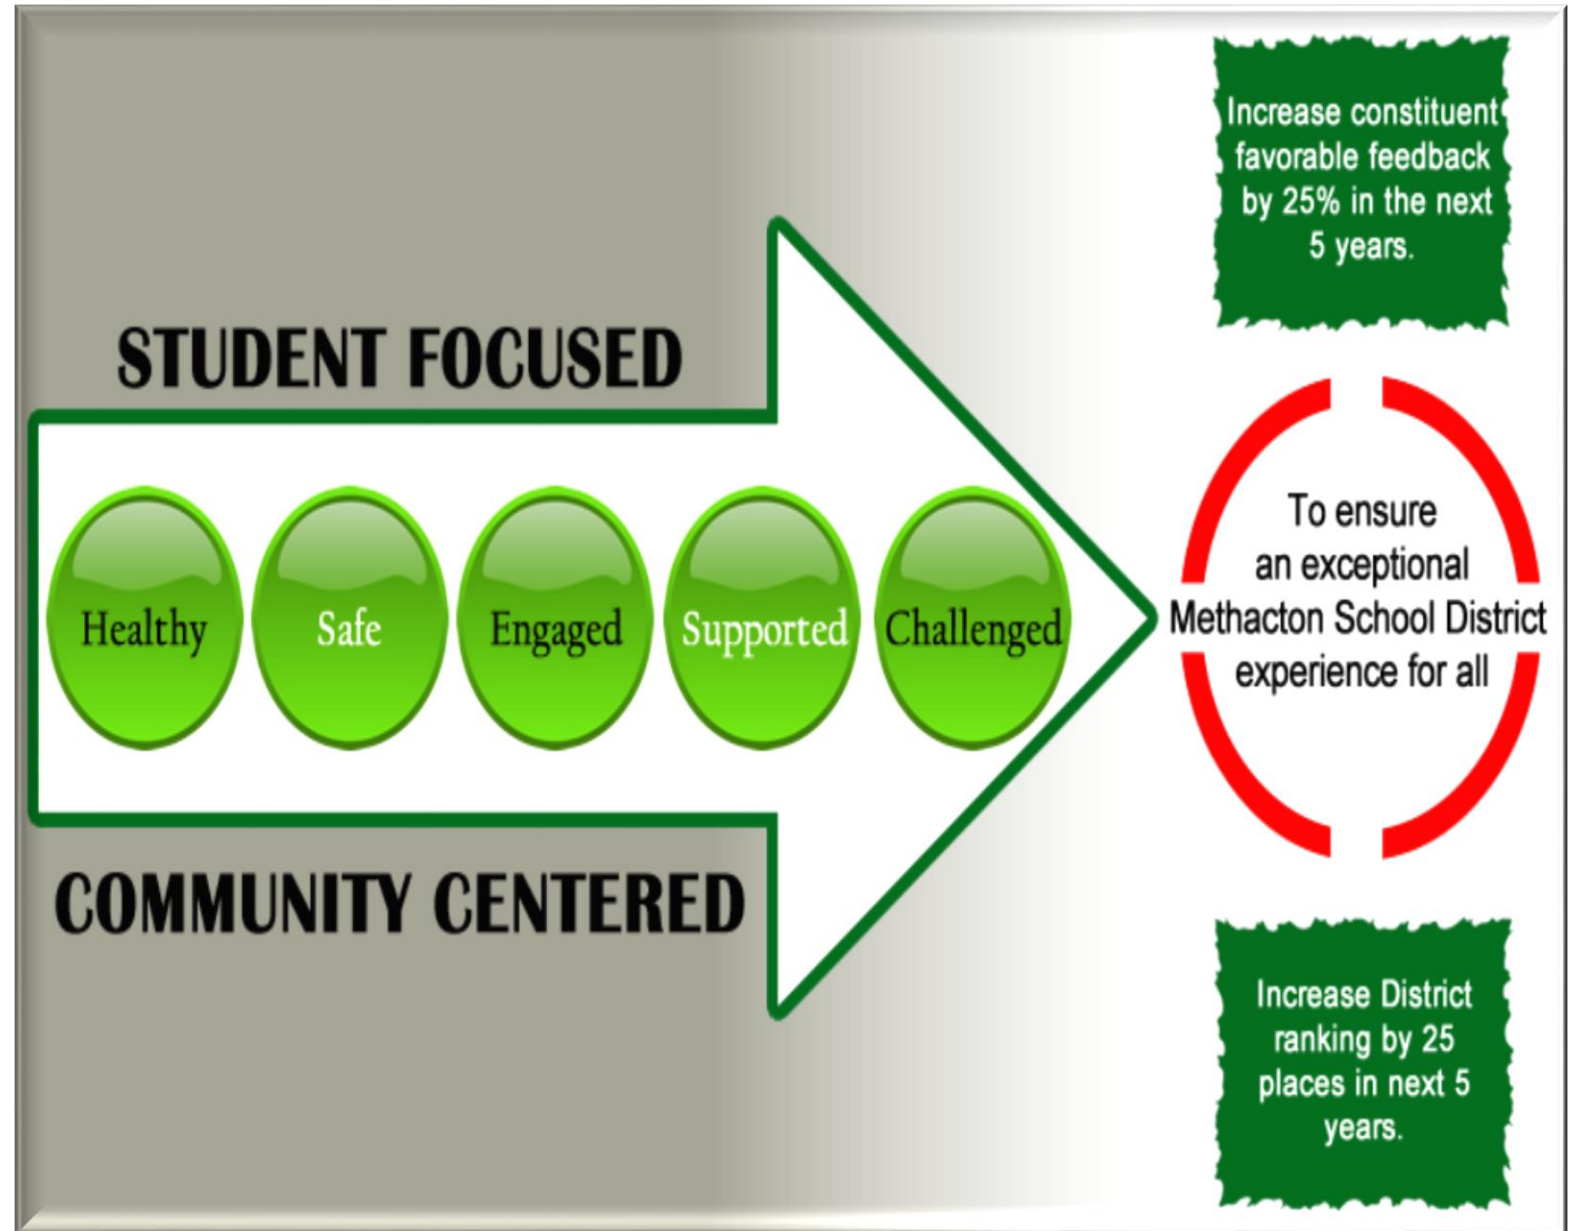 STUDENT FOCUSED
Healthy
Safe
Engaged
Supported
Challenged
COMMUNITY CENTERED
Increase constituent
favorable feedback
by 25% in the next
5 years.
To ensure
an exceptional
Methacton School District
experience for all
Increase District
ranking by 25
places in next 5
years.